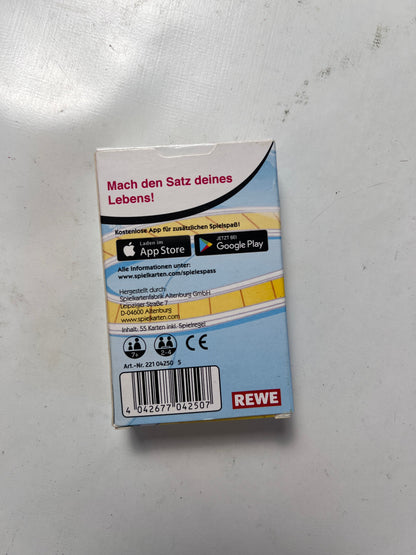 Mach den Satz deines
Lebens!
Kostenlose App für zusätzlichen Spielspaß!
Laden im
App Store
JETZT BEI
Google Play
Alle Informationen unter:
www.spielkarten.com/spielespass
Hergestellt durch:
Spielkartenfabrik Altenburg GmbH
Leipziger Straße 7
D-04600 Altenburg
www.spielkarten.com
Inhalt: 55 Karten inkl. Spielregel
7+
2-4
CE
Art.-Nr. 221 04250 5
4 042677 042507
REWE